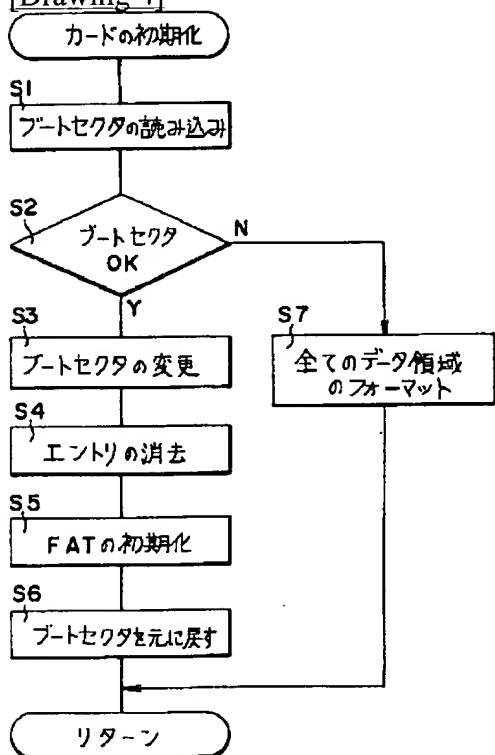 [Drawing 4]
カードの初期化
S1
ブートセクタの読み込み
S2
ブートセクタ
OK
N
Y
S3
ブートセクタの変更
S7
全てのデータ領域
のフォーマット
S4
エントリの消去
S5
FATの初期化
S6
ブートセクタを元に戻す
リターン